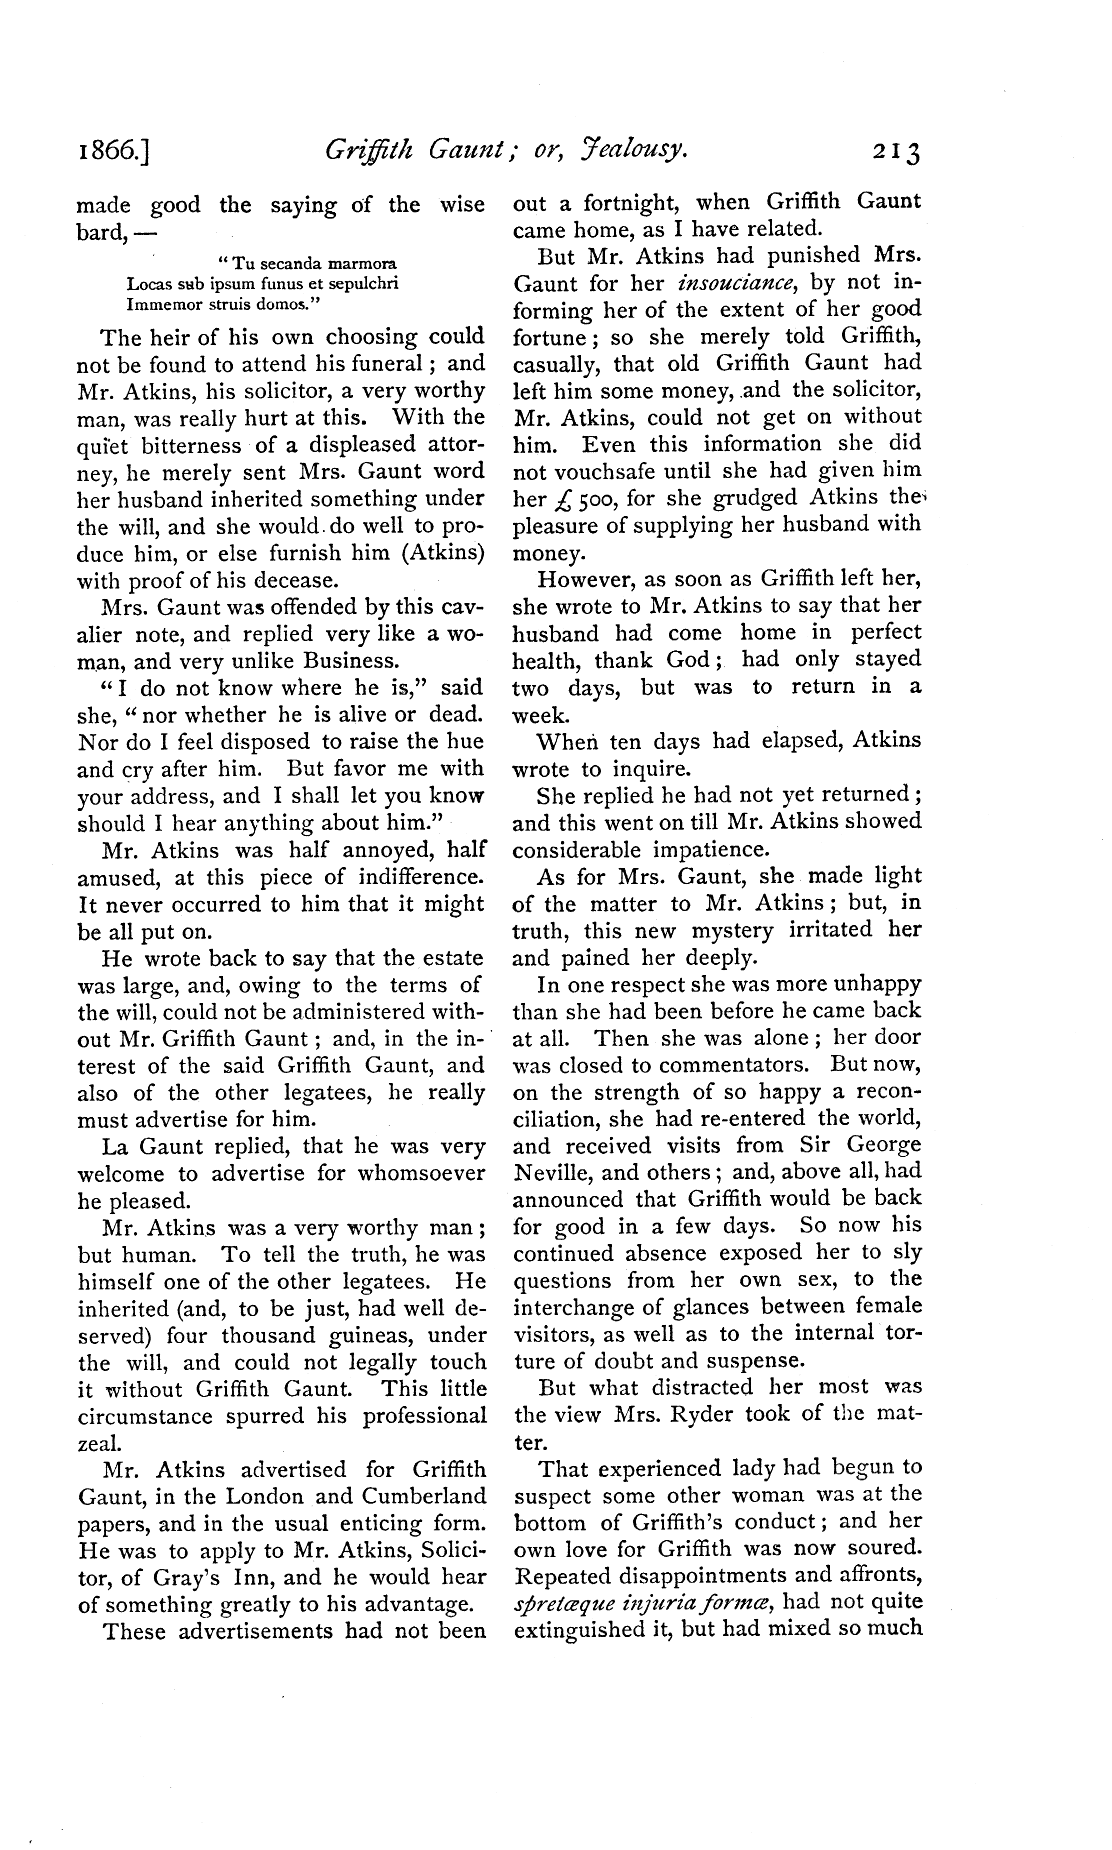 1866.] Griffith Gaunt; or, Jealousy. 213
made good the saying of the wise
bard, —
"Tu secanda marmora
Locas sub ipsum funus et sepulchri
Immemor struis domos."
The heir of his own choosing could
not be found to attend his funeral; and
Mr. Atkins, his solicitor, a very worthy
man, was really hurt at this. With the
quiet bitterness of a displeased attor-
ney, he merely sent Mrs. Gaunt word
her husband inherited something under
the will, and she would do well to pro-
duce him, or else furnish him (Atkins)
with proof of his decease.
Mrs. Gaunt was offended by this cav-
alier note, and replied very like a wo-
man, and very unlike Business.
"I do not know where he is," said
she, "nor whether he is alive or dead.
Nor do I feel disposed to raise the hue
and cry after him. But favor me with
your address, and I shall let you know
should I hear anything about him."
Mr. Atkins was half annoyed, half
amused, at this piece of indifference.
It never occurred to him that it might
be all put on.
He wrote back to say that the estate
was large, and, owing to the terms of
the will, could not be administered with-
out Mr. Griffith Gaunt; and, in the in-
terest of the said Griffith Gaunt, and
also of the other legatees, he really
must advertise for him.
La Gaunt replied, that he was very
welcome to advertise for whomsoever
he pleased.
Mr. Atkins was a very worthy man;
but human. To tell the truth, he was
himself one of the other legatees. He
inherited (and, to be just, had well de-
served) four thousand guineas, under
the will, and could not legally touch
it without Griffith Gaunt. This little
circumstance spurred his professional
zeal.
Mr. Atkins advertised for Griffith
Gaunt, in the London and Cumberland
papers, and in the usual enticing form.
He was to apply to Mr. Atkins, Solici-
tor, of Gray's Inn, and he would hear
of something greatly to his advantage.
These advertisements had not been
out a fortnight, when Griffith Gaunt
came home, as I have related.
But Mr. Atkins had punished Mrs.
Gaunt for her insouciance, by not in-
forming her of the extent of her good
fortune; so she merely told Griffith,
casually, that old Griffith Gaunt had
left him some money, and the solicitor,
Mr. Atkins, could not get on without
him. Even this information she did
not vouchsafe until she had given him
her £500, for she grudged Atkins the
pleasure of supplying her husband with
money.
However, as soon as Griffith left her,
she wrote to Mr. Atkins to say that her
husband had come home in perfect
health, thank God; had only stayed
two days, but was to return in a
week.
When ten days had elapsed, Atkins
wrote to inquire.
She replied he had not yet returned;
and this went on till Mr. Atkins showed
considerable impatience.
As for Mrs. Gaunt, she made light
of the matter to Mr. Atkins; but, in
truth, this new mystery irritated her
and pained her deeply.
In one respect she was more unhappy
than she had been before he came back
at all. Then she was alone; her door
was closed to commentators. But now,
on the strength of so happy a recon-
ciliation, she had re-entered the world,
and received visits from Sir George
Neville, and others; and, above all, had
announced that Griffith would be back
for good in a few days. So now his
continued absence exposed her to sly
questions from her own sex, to the
interchange of glances between female
visitors, as well as to the internal tor-
ture of doubt and suspense.
But what distracted her most was
the view Mrs. Ryder took of the mat-
ter.
That experienced lady had begun to
suspect some other woman was at the
bottom of Griffith's conduct; and her
own love for Griffith was now soured.
Repeated disappointments and affronts,
spretæque injuria formæ, had not quite
extinguished it, but had mixed so much